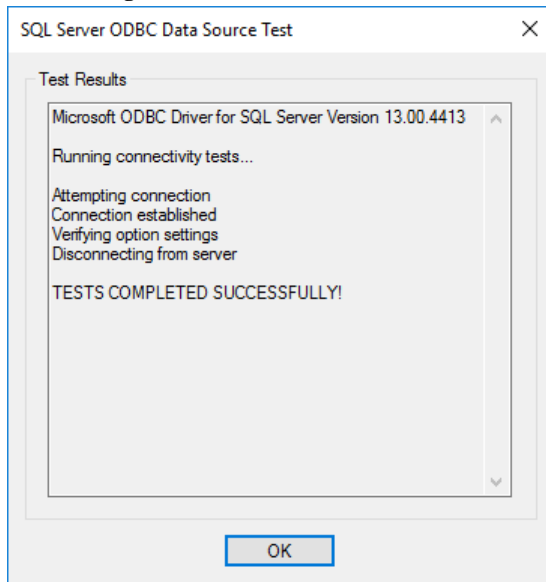 SQL Server ODBC Data Source Test
Test Results
Microsoft ODBC Driver for SQL Server Version 13.00.4413
Running connectivity tests...
Attempting connection
Connection established
Verifying option settings
Disconnecting from server
TESTS COMPLETED SUCCESSFULLY!
OK